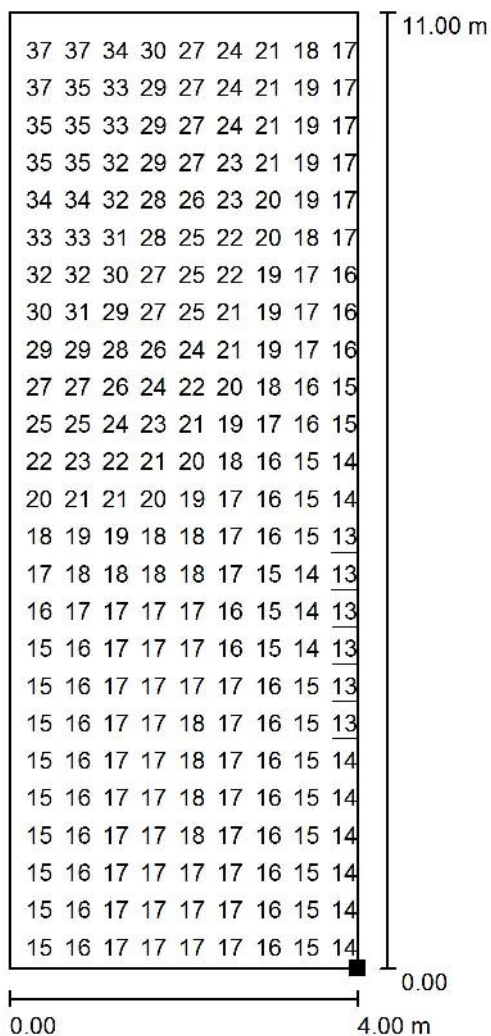 11.00 m
37 37 34 30 27 24 21 18 17
37 35 33 29 27 24 21 19 17
35 35 33 29 27 24 21 19 17
35 35 32 29 27 23 21 19 17
34 34 32 28 26 23 20 19 17
33 33 31 28 25 22 20 18 17
32 32 30 27 25 22 19 17 16
30 31 29 27 25 21 19 17 16
29 29 28 26 24 21 19 17 16
27 27 26 24 22 20 18 16 15
25 25 24 23 21 19 17 16 15
22 23 22 21 20 18 16 15 14
20 21 21 20 19 17 16 15 14
18 19 19 18 18 17 16 15 13
17 18 18 18 18 17 15 14 13
16 17 17 17 17 16 15 14 13
15 16 17 17 17 16 15 14 13
15 16 17 17 17 17 16 15 13
15 16 17 17 18 17 16 15 13
15 16 17 17 18 17 16 15 14
15 16 17 17 18 17 16 15 14
15 16 17 17 18 17 16 15 14
15 16 17 17 17 17 16 15 14
15 16 17 17 17 17 16 15 14
15 16 17 17 17 17 16 15 14
0.00
0.00 4.00 m